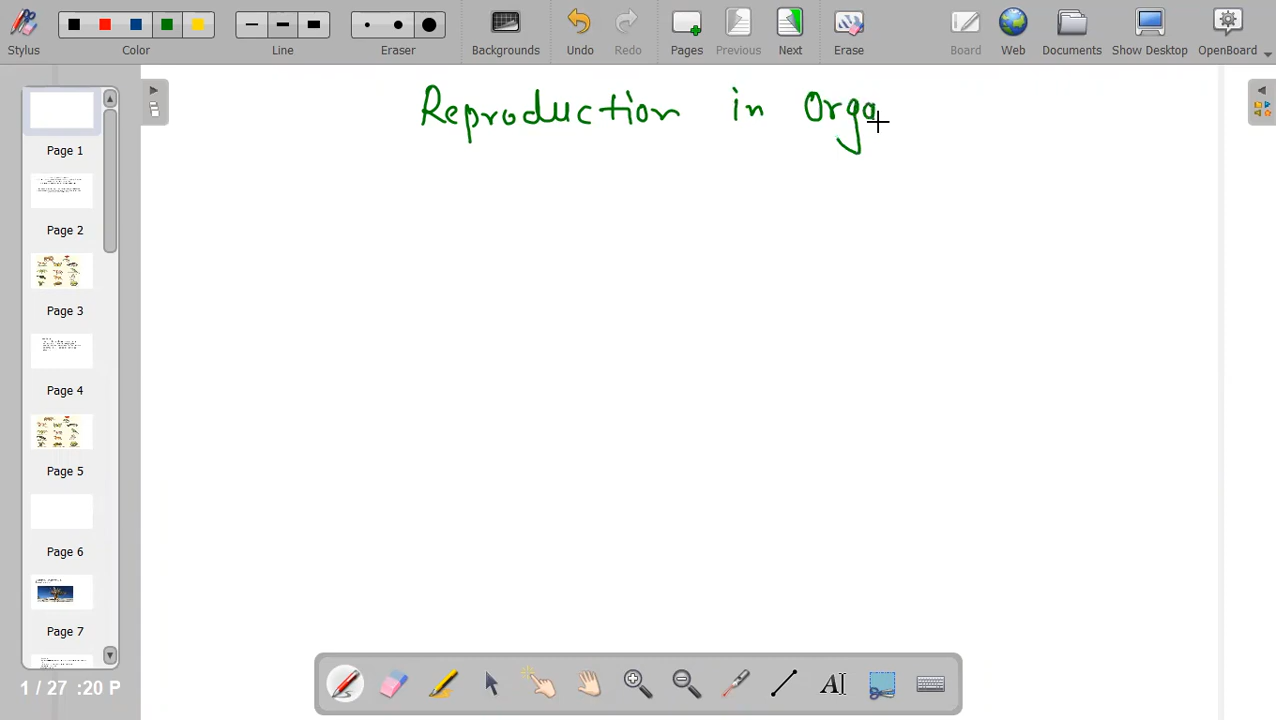 Stylus
Color
Line
Eraser
Backgrounds
Undo
Redo
Pages
Previous
Next
Erase
Board
Web
Documents
Show Desktop
OpenBoard
Reproduction in Orga
Page 1
Page 2
Page 3
Page 4
Page 5
Page 6
Page 7
1 / 27 :20 P
AI